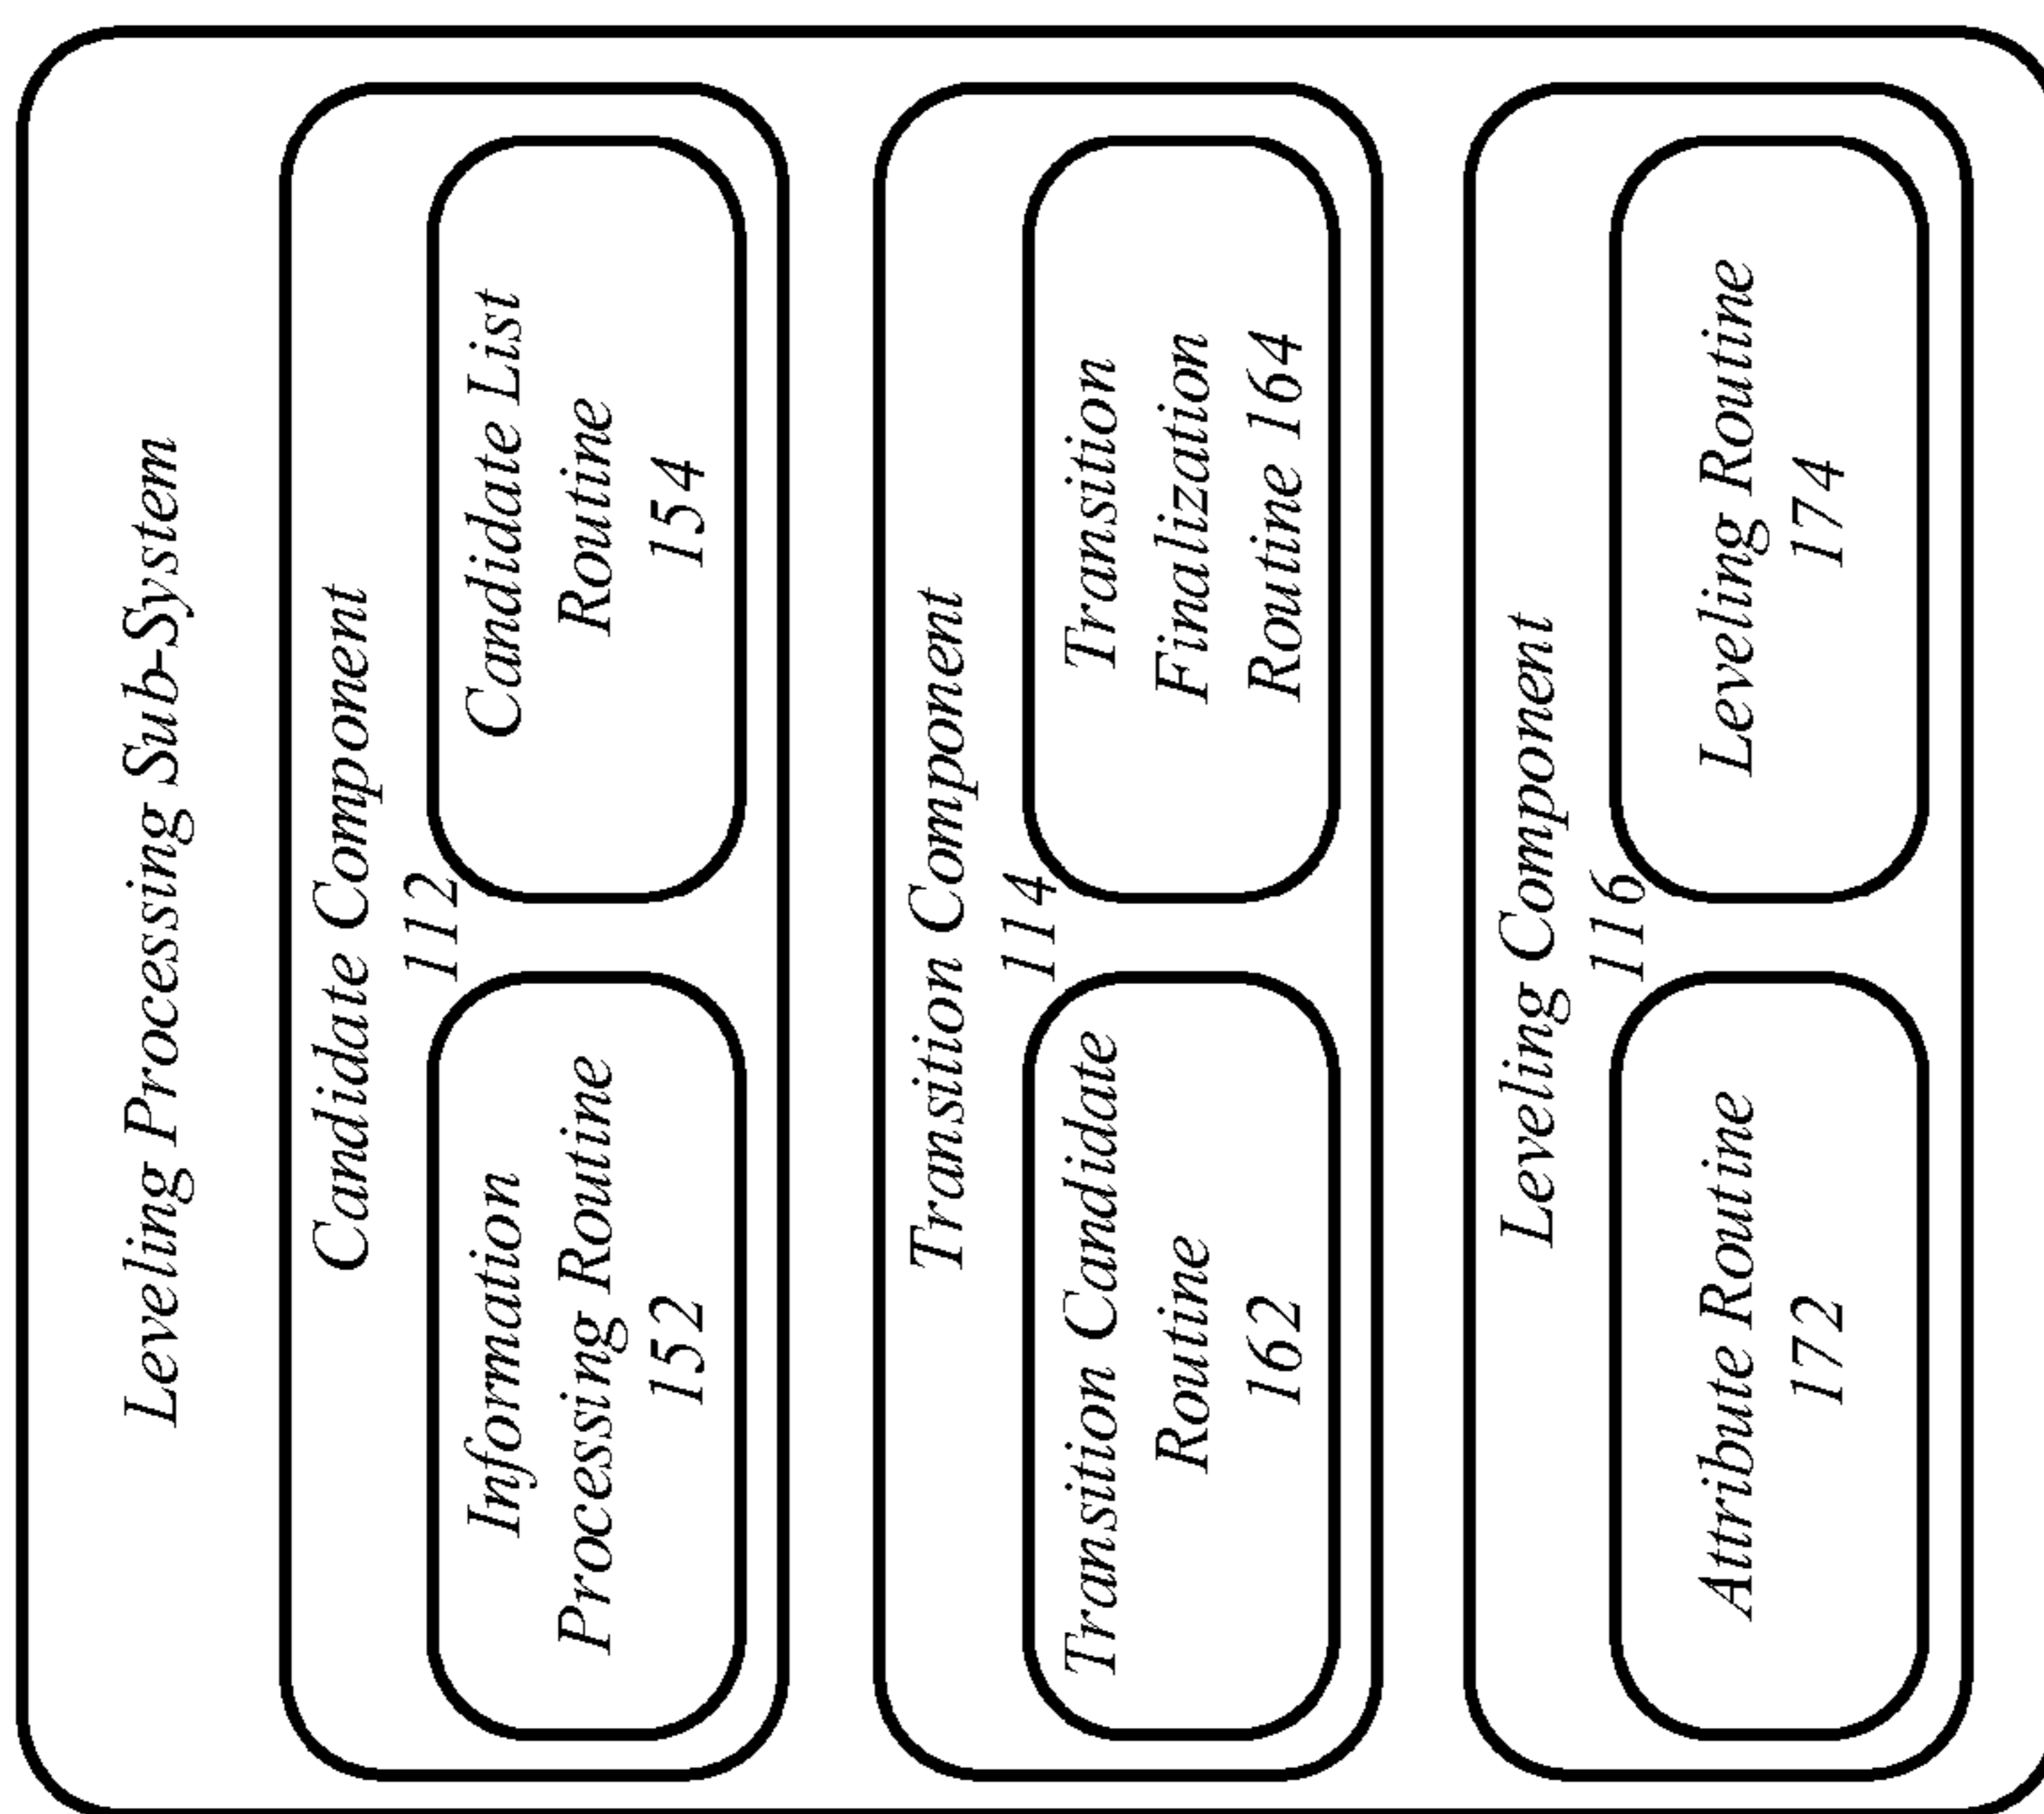 Leveling Processing Sub-System
Candidate Component
112
Information
Processing Routine
152
Candidate List
Routine
154
Transition Component
114
Transition Candidate
Routine
162
Transition
Finalization
Routine 164
Leveling Component
116
Attribute Routine
172
Leveling Routine
174